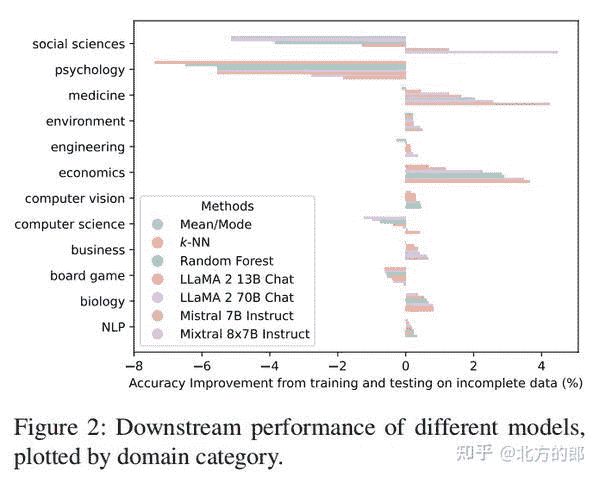 social sciences
psychology
medicine
environment
engineering
economics
computer vision
computer science
business
board game
biology
NLP
Methods
Mean/Mode
k-NN
Random Forest
LLaMA 2 13B Chat
LLaMA 2 70B Chat
Mistral 7B Instruct
Mixtral 8x7B Instruct
−8 −6 −4 −2 0 2 4
Accuracy Improvement from training and testing on incomplete data (%)
Figure 2: Downstream performance of different models,
plotted by domain category.
知乎 @北方的郎